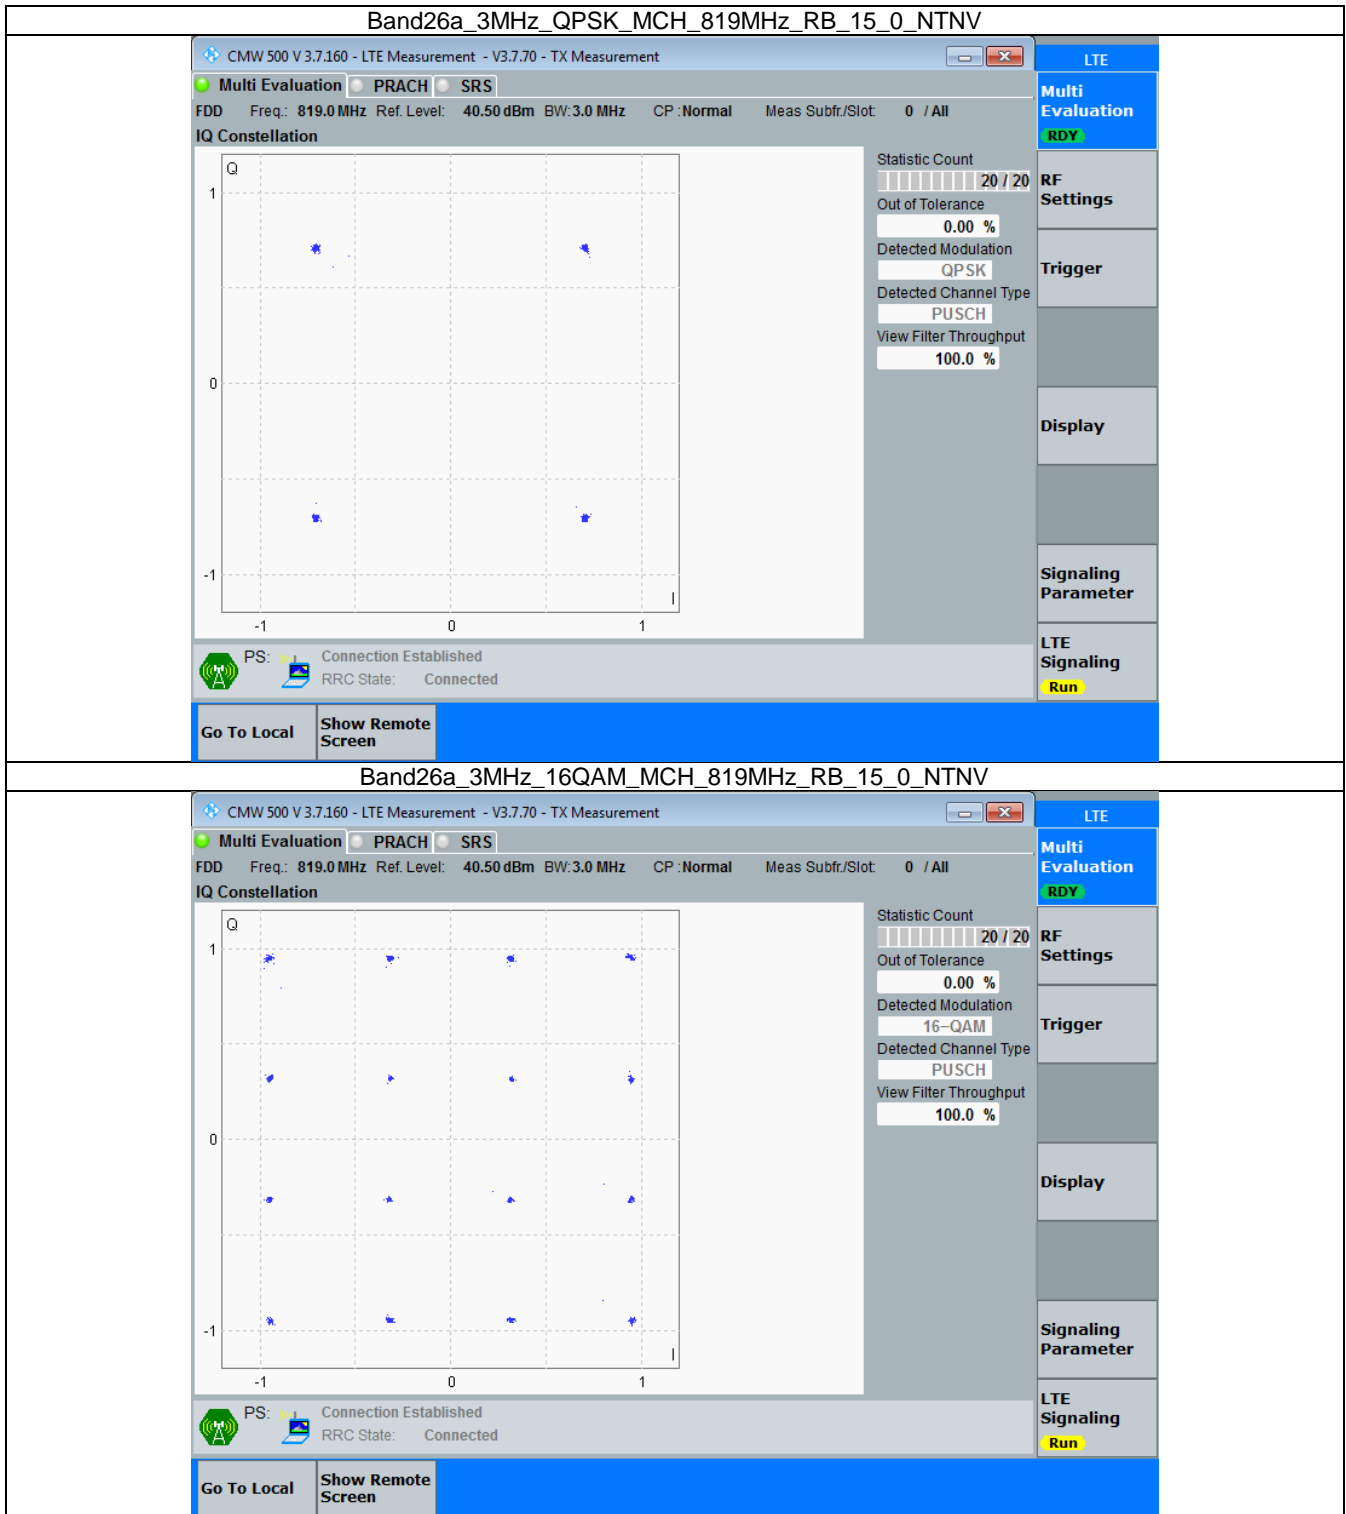 Band26a_3MHz_QPSK_MCH_819MHz_RB_15_0_NTNV
CMW 500 V 3.7.160 - LTE Measurement - V3.7.70 - TX Measurement
LTE
Multi Evaluation PRACH SRS
Multi
Evaluation
RDY
FDD Freq.: 819.0 MHz Ref. Level: 40.50 dBm BW: 3.0 MHz CP : Normal Meas Subfr./Slot: 0 / All
IQ Constellation
Q
1
0
-1
I
-1 0 1
Statistic Count
20 / 20
Out of Tolerance
0.00 %
Detected Modulation
QPSK
Detected Channel Type
PUSCH
View Filter Throughput
100.0 %
RF
Settings
Trigger
Display
Signaling
Parameter
LTE
Signaling
Run
PS: Connection Established
RRC State: Connected
Go To Local
Show Remote
Screen
Band26a_3MHz_16QAM_MCH_819MHz_RB_15_0_NTNV
CMW 500 V 3.7.160 - LTE Measurement - V3.7.70 - TX Measurement
LTE
Multi Evaluation PRACH SRS
Multi
Evaluation
RDY
FDD Freq.: 819.0 MHz Ref. Level: 40.50 dBm BW: 3.0 MHz CP : Normal Meas Subfr./Slot: 0 / All
IQ Constellation
Q
1
0
-1
I
-1 0 1
Statistic Count
20 / 20
Out of Tolerance
0.00 %
Detected Modulation
16-QAM
Detected Channel Type
PUSCH
View Filter Throughput
100.0 %
RF
Settings
Trigger
Display
Signaling
Parameter
LTE
Signaling
Run
PS: Connection Established
RRC State: Connected
Go To Local
Show Remote
Screen